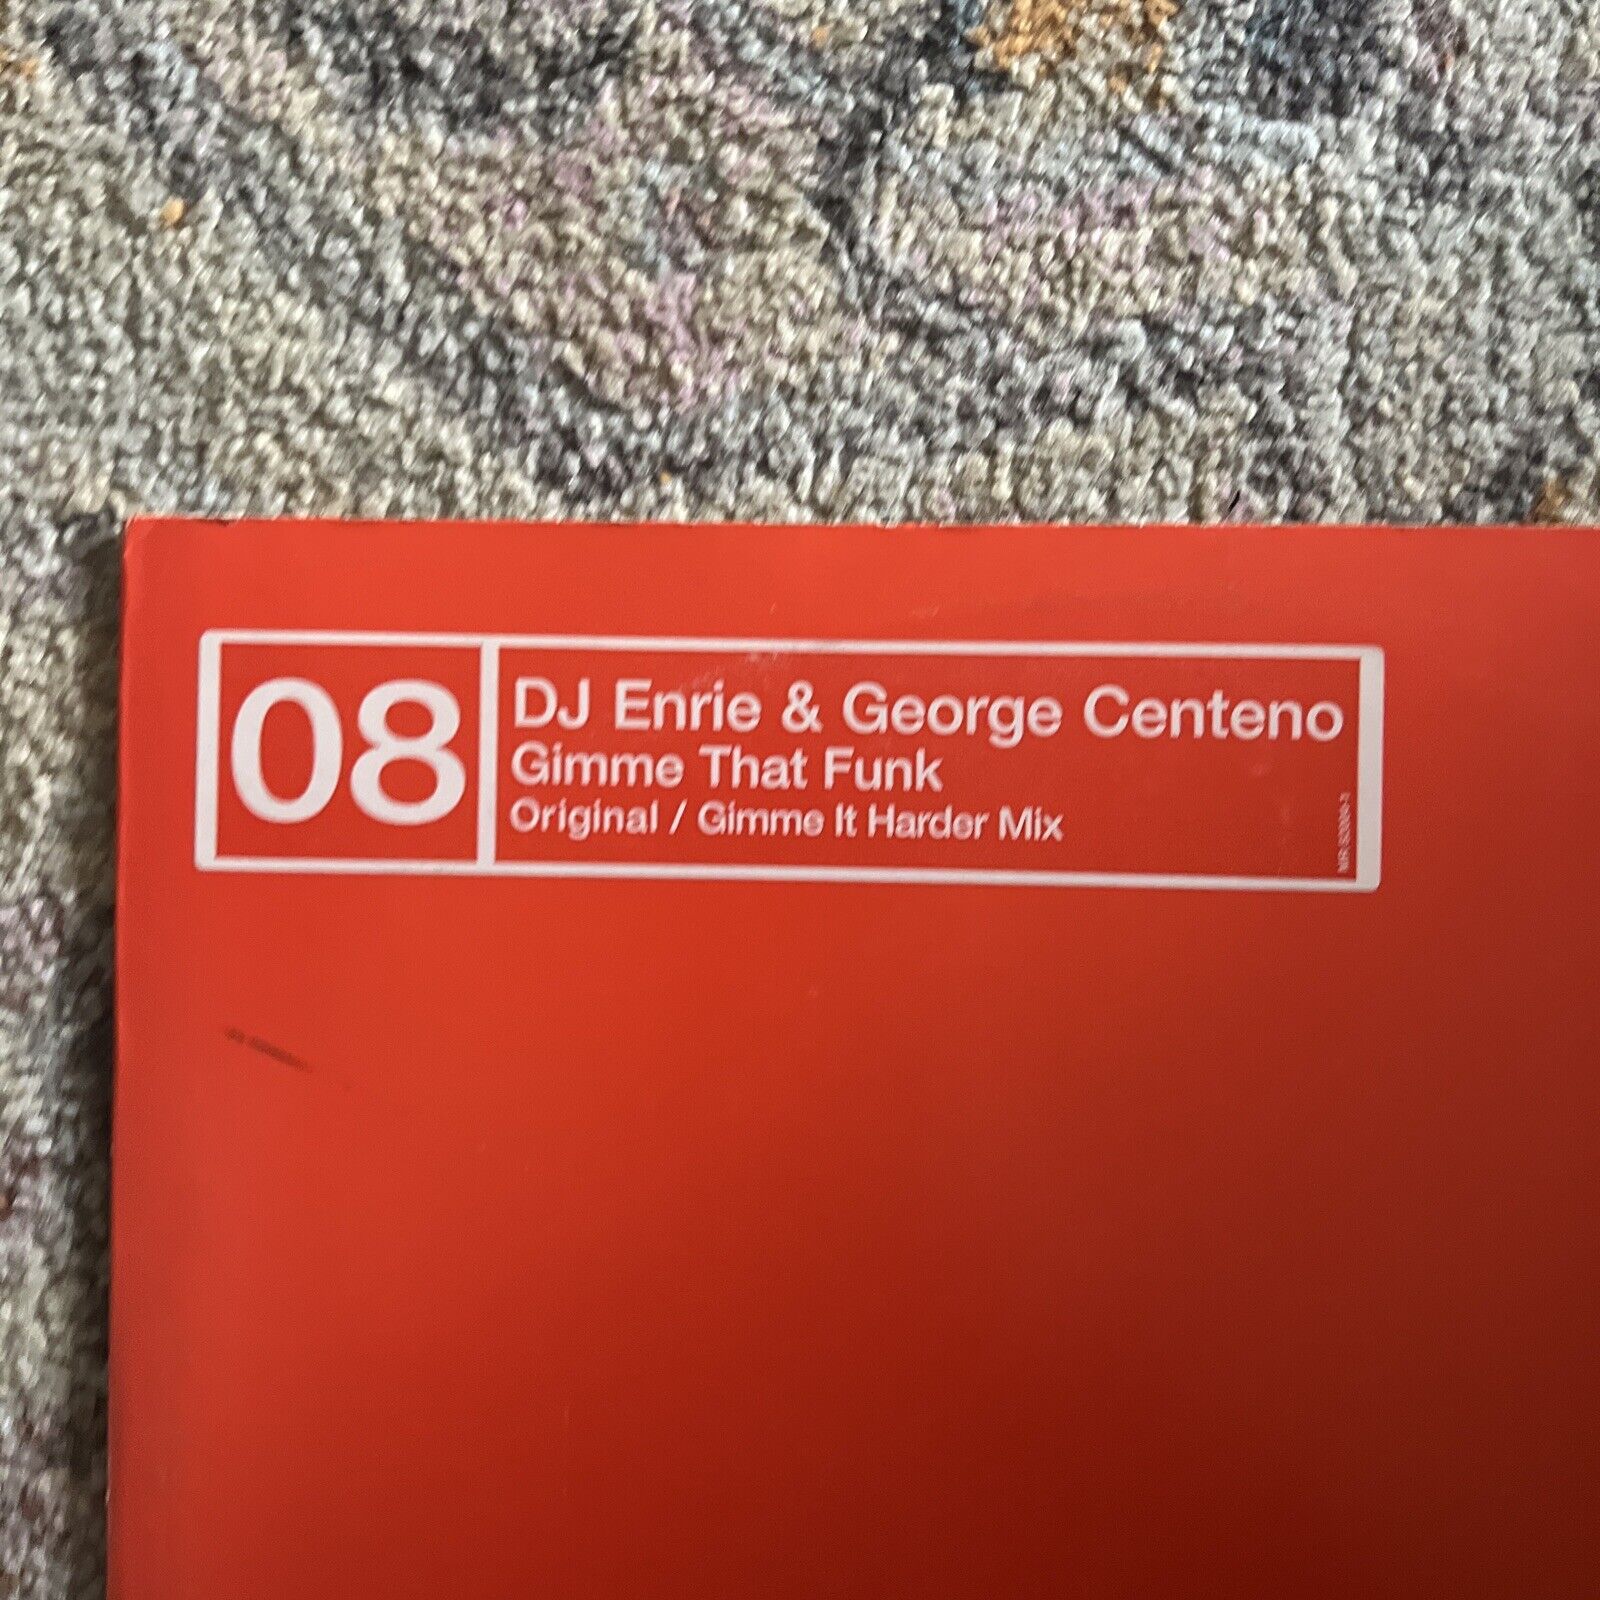 08
DJ Enrie & George Centeno
Gimme That Funk
Original / Gimme It Harder Mix